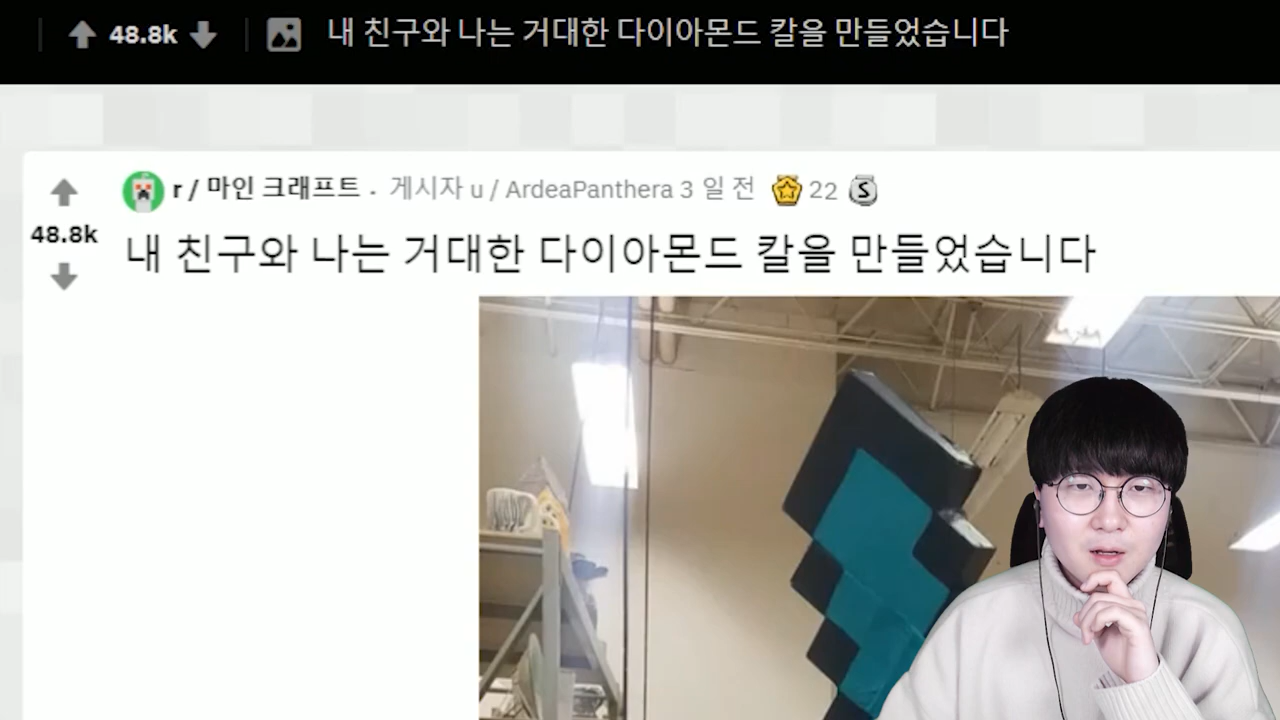 48.8k 내 친구와 나는 거대한 다이아몬드 칼을 만들었습니다
r / 마인 크래프트 . 게시자 u / ArdeaPanthera 3 일 전 22 S
48.8k
내 친구와 나는 거대한 다이아몬드 칼을 만들었습니다